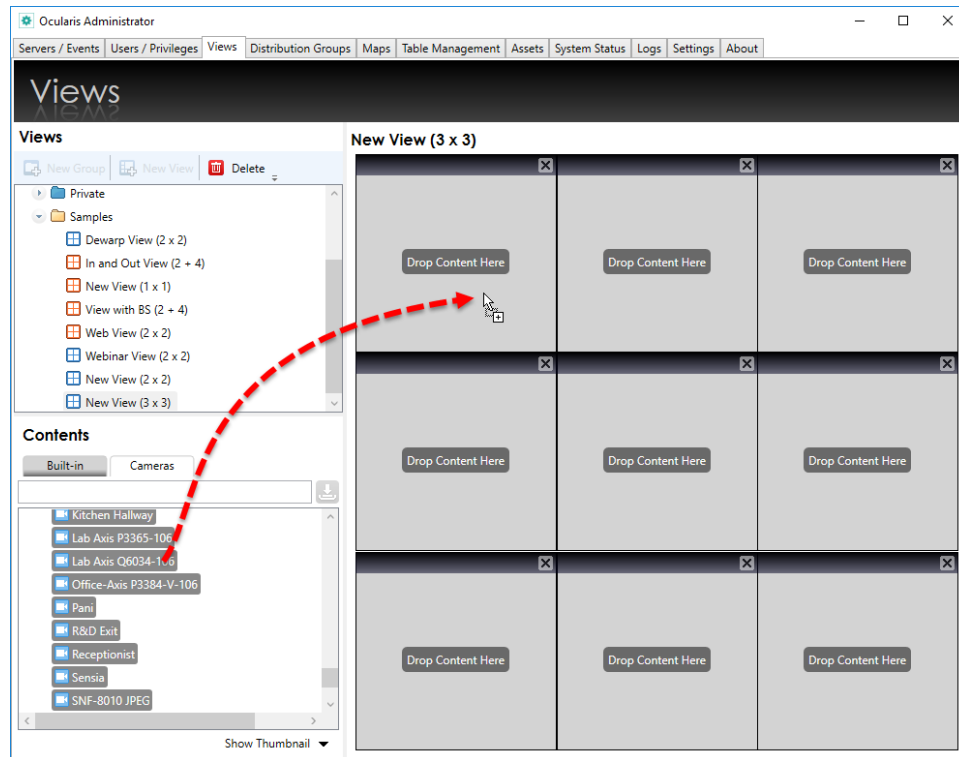 Ocularis Administrator
Servers / Events Users / Privileges Views Distribution Groups Maps Table Management Assets System Status Logs Settings About
Views
Views
New Group New View Delete
Private
Samples
Dewarp View (2 x 2)
In and Out View (2 + 4)
New View (1 x 1)
View with BS (2 + 4)
Web View (2 x 2)
Webinar View (2 x 2)
New View (2 x 2)
New View (3 x 3)
Contents
Built-in Cameras
Kitchen Hallway
Lab Axis P3365-106
Lab Axis Q6034-106
Office-Axis P3384-V-106
Pani
R&D Exit
Receptionist
Sensia
SNF-8010 JPEG
Show Thumbnail
New View (3 x 3)
Drop Content Here Drop Content Here Drop Content Here
Drop Content Here Drop Content Here Drop Content Here
Drop Content Here Drop Content Here Drop Content Here